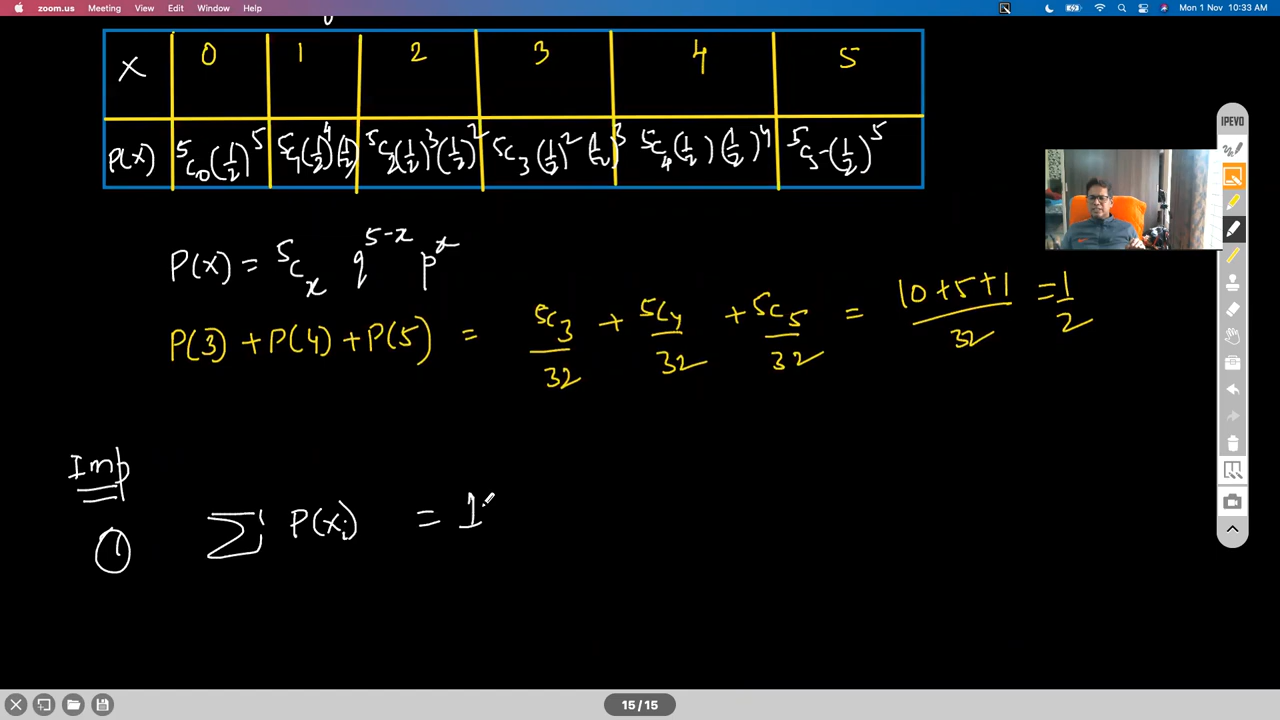 zoom.us Meeting View Edit Window Help Mon 1 Nov 10:33 AM
X 0 1 2 3 4 5
P(X) ⁵C₀(1/2)⁵ ⁵C₁(1/2)⁴(1/2) ⁵C₂(1/2)³(1/2)² ⁵C₃(1/2)²(1/2)³ ⁵C₄(1/2)(1/2)⁴ ⁵C₅-(1/2)⁵
IPEVO
P(X) = ⁵Cₓ q⁵⁻ˣ pˣ
P(3) + P(4) + P(5) = ⁵C₃/32 + ⁵C₄/32 + ⁵C₅/32 = 10+5+1/32 = 1/2
Imp
① ∑ P(xᵢ) = 1
15/15